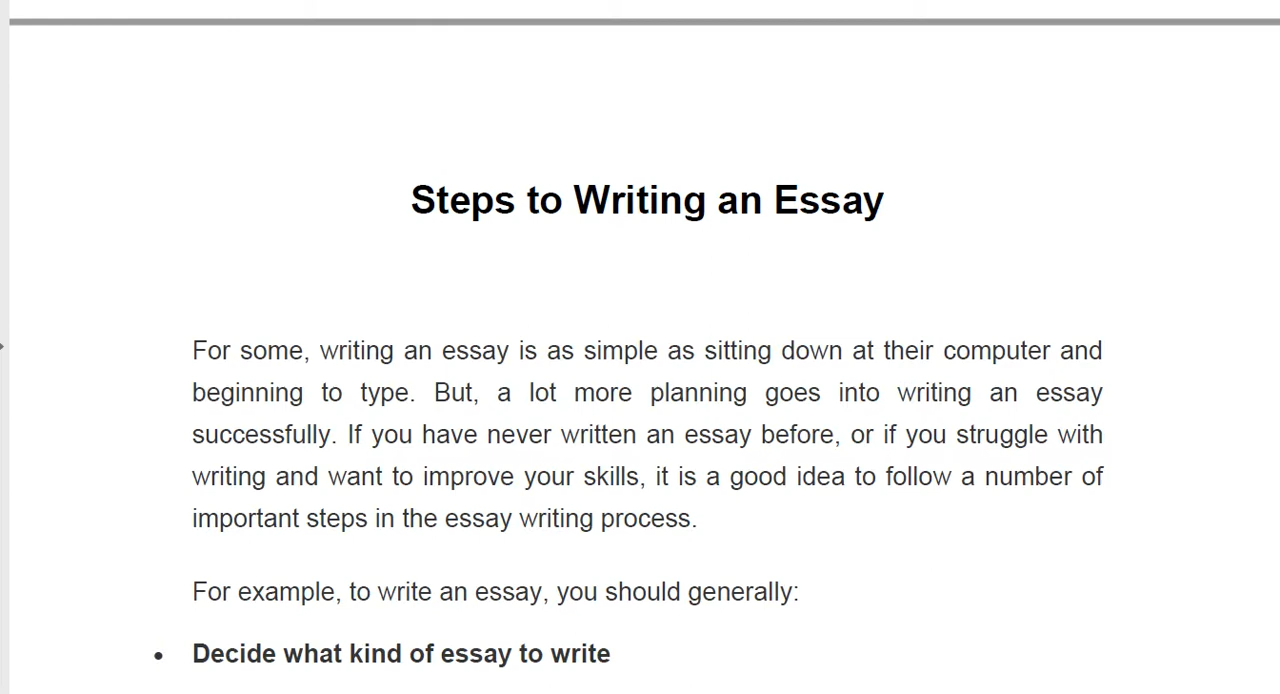 Steps to Writing an Essay
For some, writing an essay is as simple as sitting down at their computer and
beginning to type. But, a lot more planning goes into writing an essay
successfully. If you have never written an essay before, or if you struggle with
writing and want to improve your skills, it is a good idea to follow a number of
important steps in the essay writing process.
For example, to write an essay, you should generally:
• Decide what kind of essay to write